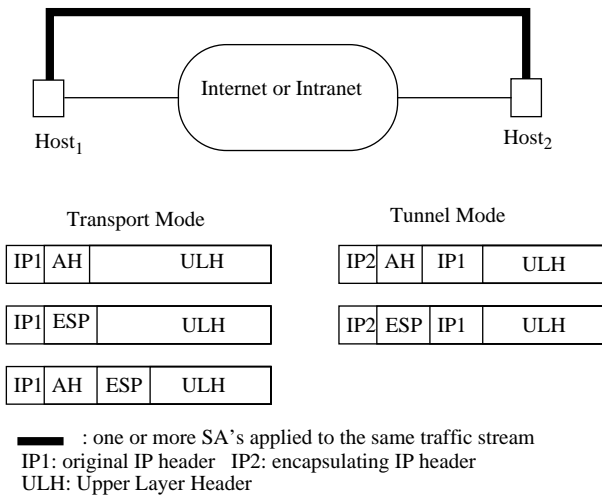 Internet or Intranet
Host1
Host2
Transport Mode
IP1 AH ULH
IP1 ESP ULH
IP1 AH ESP ULH
Tunnel Mode
IP2 AH IP1 ULH
IP2 ESP IP1 ULH
: one or more SA's applied to the same traffic stream
IP1: original IP header IP2: encapsulating IP header
ULH: Upper Layer Header